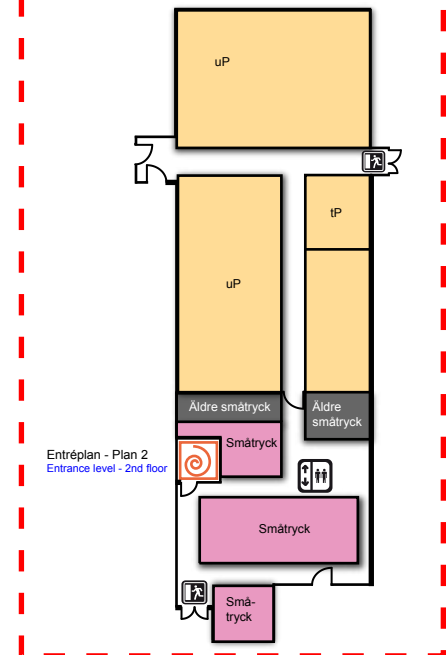 uP
tP
uP
Äldre småtryck
Äldre
småtryck
Småtryck
Entréplan - Plan 2
Entrance level - 2nd floor
Småtryck
Små-
tryck